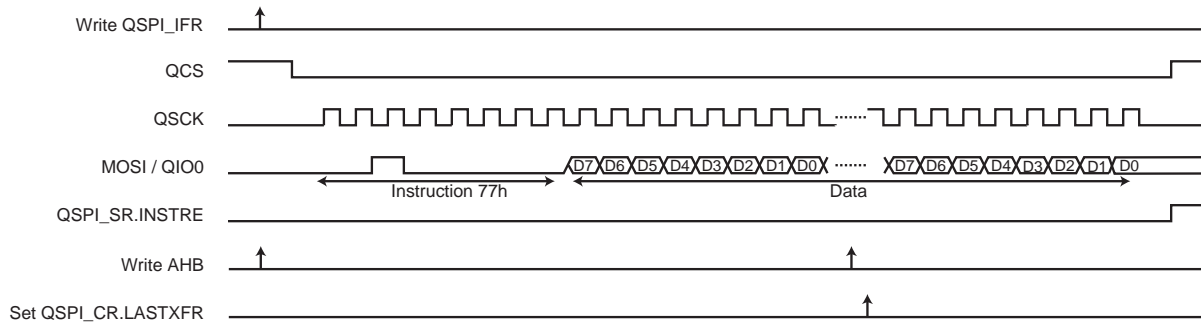 Write QSPI_IFR
QCS
QSCK
MOSI / QIO0
D7 D6 D5 D4 D3 D2 D1 D0 D7 D6 D5 D4 D3 D2 D1 D0
Instruction 77h
Data
QSPI_SR.INSTRE
Write AHB
Set QSPI_CR.LASTXFR